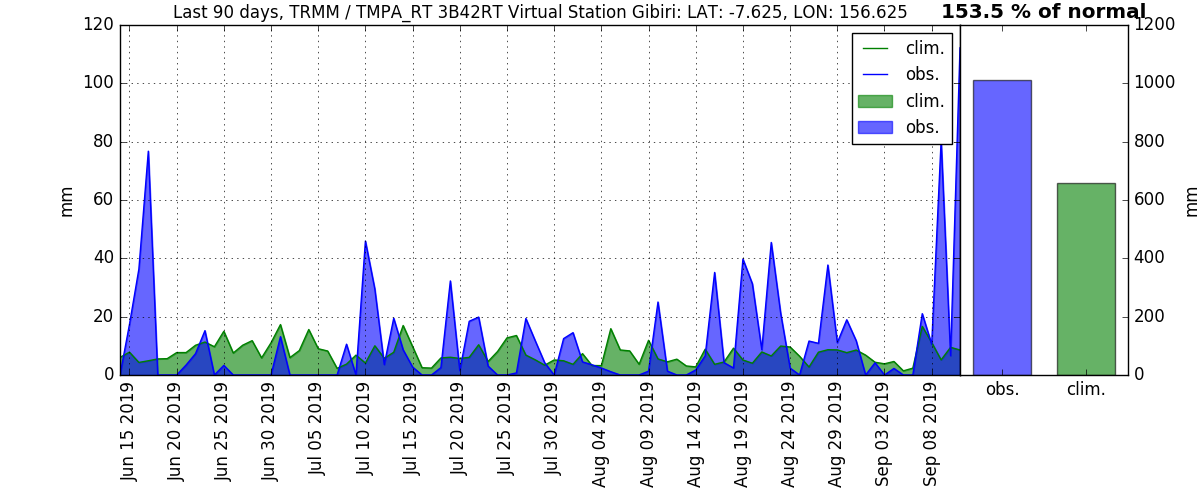 Last 90 days, TRMM / TMPA_RT 3B42RT Virtual Station Gibiri: LAT: -7.625, LON: 156.625
153.5 % of normal
120
100
80
60
40
20
0
mm
clim.
obs.
clim.
obs.
1200
1000
800
600
400
200
0
mm
obs.
clim.
Jun 15 2019
Jun 20 2019
Jun 25 2019
Jun 30 2019
Jul 05 2019
Jul 10 2019
Jul 15 2019
Jul 20 2019
Jul 25 2019
Jul 30 2019
Aug 04 2019
Aug 09 2019
Aug 14 2019
Aug 19 2019
Aug 24 2019
Aug 29 2019
Sep 03 2019
Sep 08 2019